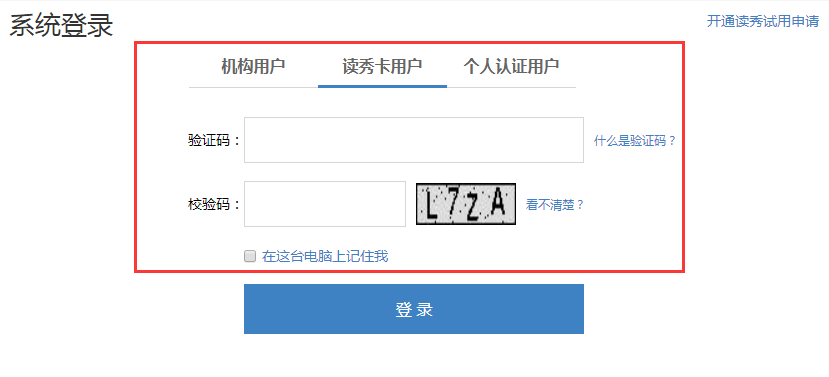 系统登录
开通读秀试用申请
机构用户 读秀卡用户 个人认证用户
验证码： 什么是验证码？
校验码： L7ZA 看不清楚？
在这台电脑上记住我
登 录